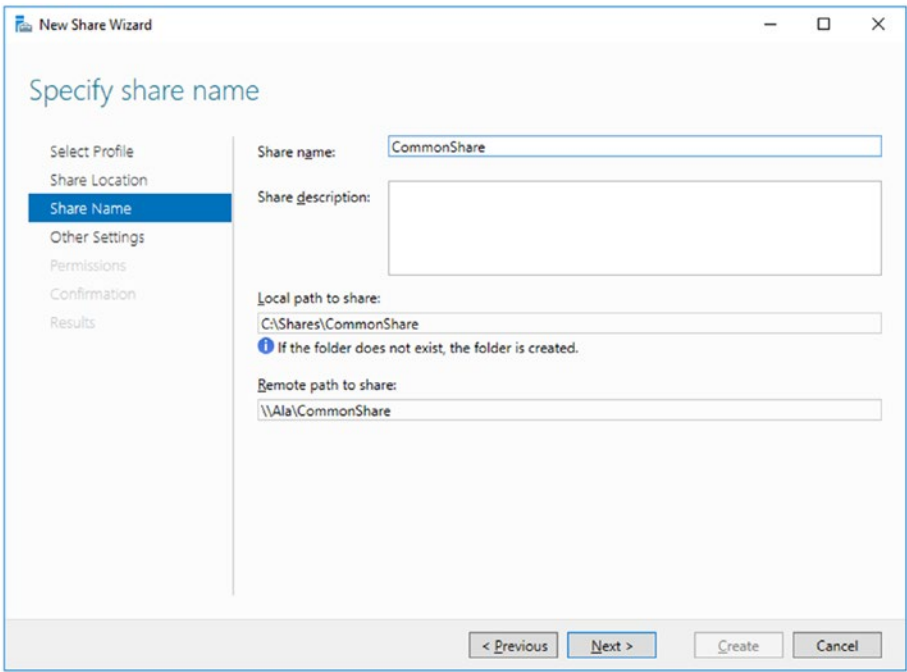 New Share Wizard
Specify share name
Select Profile
Share Location
Share Name
Other Settings
Permissions
Confirmation
Results
Share name:
CommonShare
Share description:
Local path to share:
C:\Shares\CommonShare
If the folder does not exist, the folder is created.
Remote path to share:
\\Ala\CommonShare
< Previous
Next >
Create
Cancel